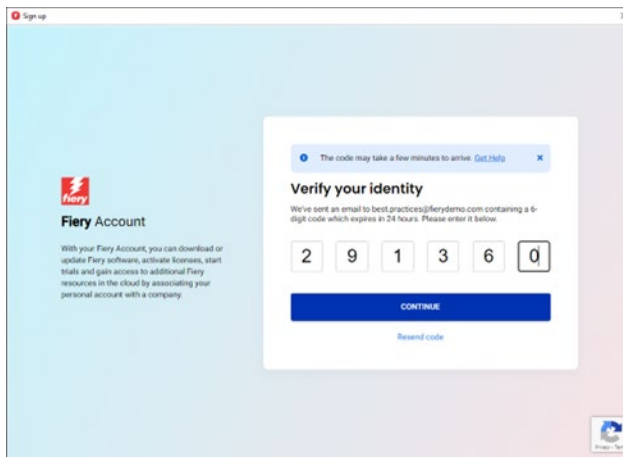 Sign up
The code may take a few minutes to arrive. Get Help
Verify your identity
We've sent an email to best.practices@fierydemo.com containing a 6-
digit code which expires in 24 hours. Please enter it below.
2 9 1 3 6 0
CONTINUE
Resend code
fiery
Fiery Account
With your Fiery Account, you can download or
update Fiery software, activate licenses, start
trials and gain access to additional Fiery
resources in the cloud by associating your
personal account with a company.
Privacy